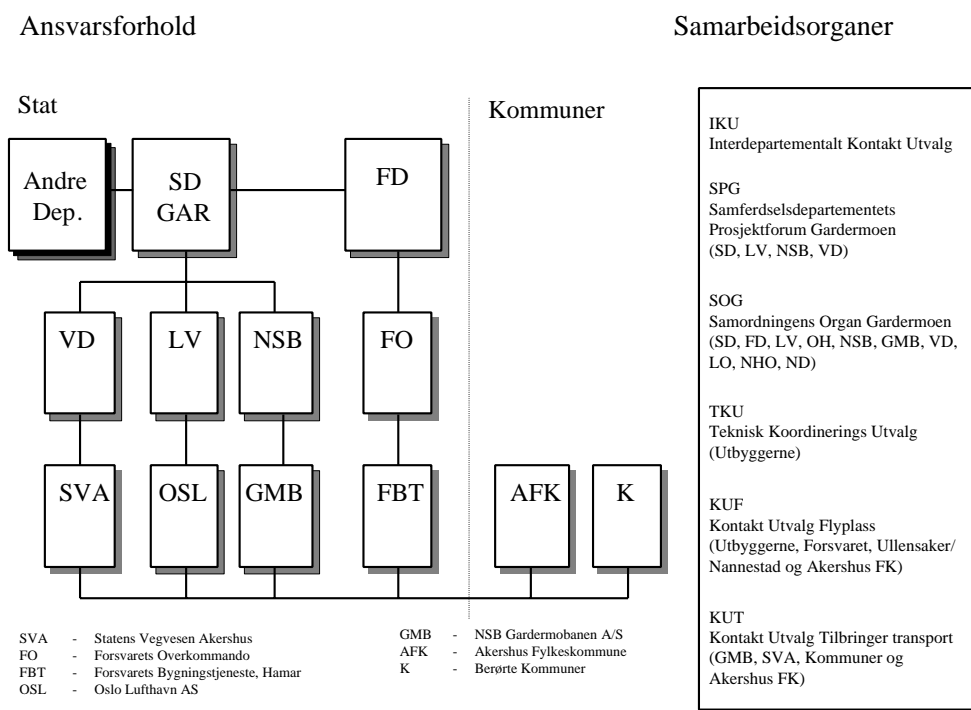 Ansvarsforhold
Samarbeidsorganer
Stat
Kommuner
Andre
Dep.
SD
GAR
FD
VD
LV
NSB
FO
SVA
OSL
GMB
FBT
AFK
K
SVA - Statens Vegvesen Akershus
FO - Forsvarets Overkommando
FBT - Forsvarets Bygningstjeneste, Hamar
OSL - Oslo Lufthavn AS
GMB - NSB Gardermobanen A/S
AFK - Akershus Fylkeskommune
K - Berørte Kommuner
IKU
Interdepartementalt Kontakt Utvalg
SPG
Samferdselsdepartementets
Prosjektforum Gardermoen
(SD, LV, NSB, VD)
SOG
Samordningens Organ Gardermoen
(SD, FD, LV, OH, NSB, GMB, VD,
LO, NHO, ND)
TKU
Teknisk Koordinerings Utvalg
(Utbyggerne)
KUF
Kontakt Utvalg Flyplass
(Utbyggerne, Forsvaret, Ullensaker/
Nannestad og Akershus FK)
KUT
Kontakt Utvalg Tilbringer transport
(GMB, SVA, Kommuner og
Akershus FK)